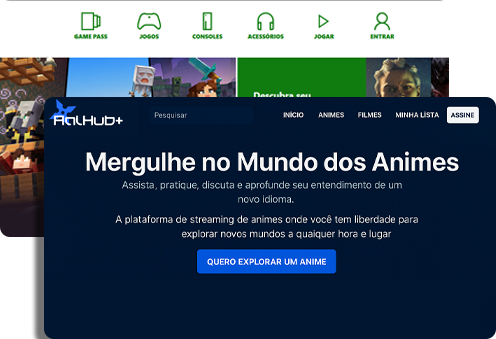 GAME PASS JOGOS CONSOLES ACESSÓRIOS JOGAR ENTRAR
Descubra seu
AalHub+ Pesquisar INÍCIO ANIMES FILMES MINHA LISTA ASSINE
Mergulhe no Mundo dos Animes
Assista, pratique, discuta e aprofunde seu entendimento de um
novo idioma.
A plataforma de streaming de animes onde você tem liberdade para
explorar novos mundos a qualquer hora e lugar
QUERO EXPLORAR UM ANIME